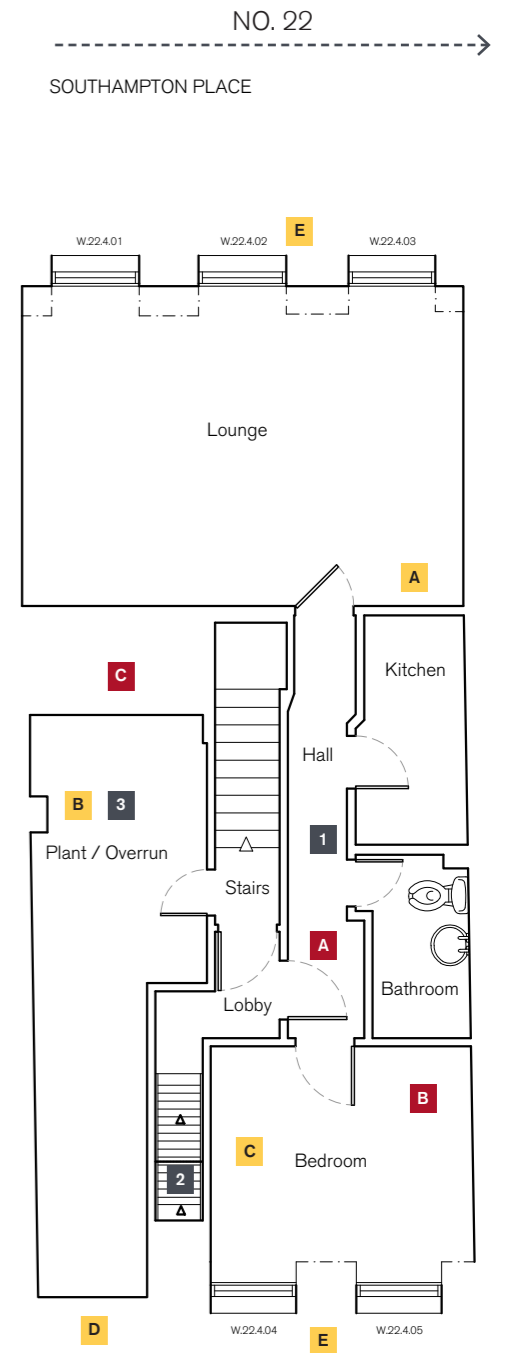 NO. 22
SOUTHAMPTON PLACE
E
W.22.4.01
W.22.4.02
W.22.4.03
Lounge
A
C
Kitchen
Hall
B
3
1
Plant / Overrun
Stairs
A
Bathroom
Lobby
B
C
Bedroom
2
D
W.22.4.04
E
W.22.4.05